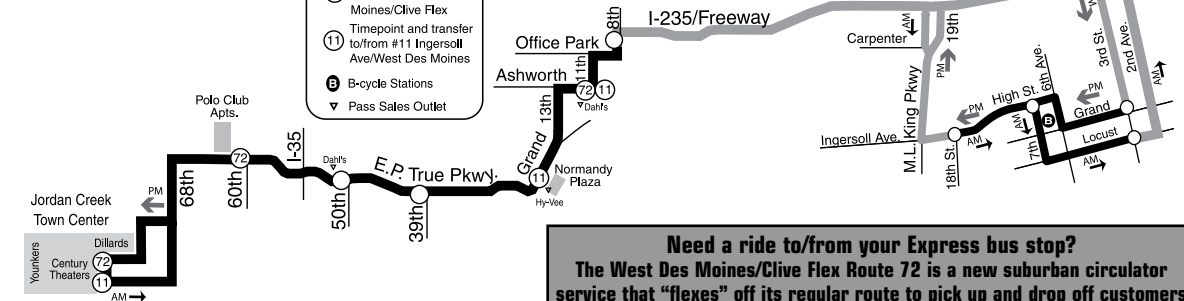 Moines/Clive Flex
11
Timepoint and transfer
to/from #11 Ingersoll
Ave/West Des Moines
B
B-cycle Stations
Pass Sales Outlet
Polo Club
Apts.
72
60th
68th
I-35
Dahl's
50th
E.P. True Pkwy.
39th
Grand
13th
11
Normandy
Plaza
Hy-Vee
Ashworth
11th
72
11
Dahl's
Office Park
8th
I-235/Freeway
Carpenter
AM
PM
19th
M.L. King Pkwy
Ingersoll Ave.
18th St.
PM
AM
High St.
AM
7th
6th Ave.
B
PM
Grand
Locust
AM
3rd St.
2nd Ave.
AM
PM
Jordan Creek
Town Center
Younkers
Dillards
Century
Theaters
72
11
AM
Need a ride to/from your Express bus stop?
The West Des Moines/Clive Flex Route 72 is a new suburban circulator
service that "flexes" off its regular route to pick up and drop off customers